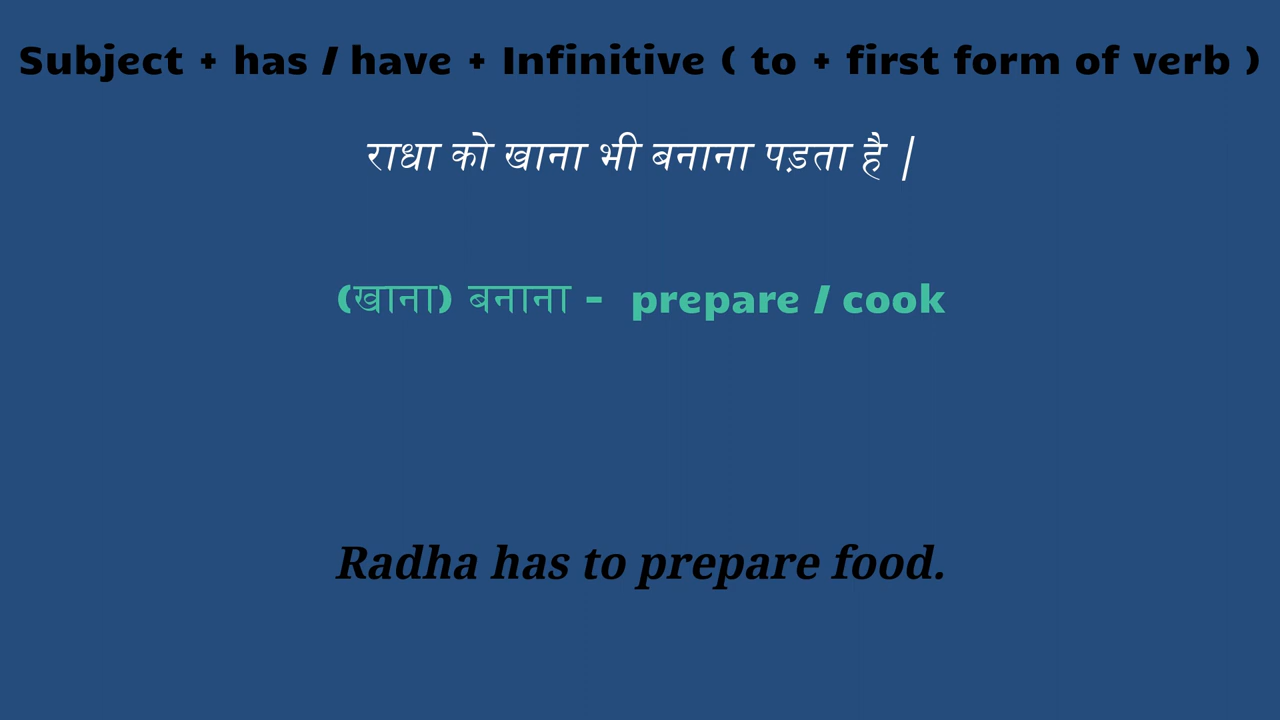 Subject + has / have + Infinitive ( to + first form of verb )
राधा को खाना भी बनाना पड़ता है |
(खाना) बनाना - prepare / cook
Radha has to prepare food.